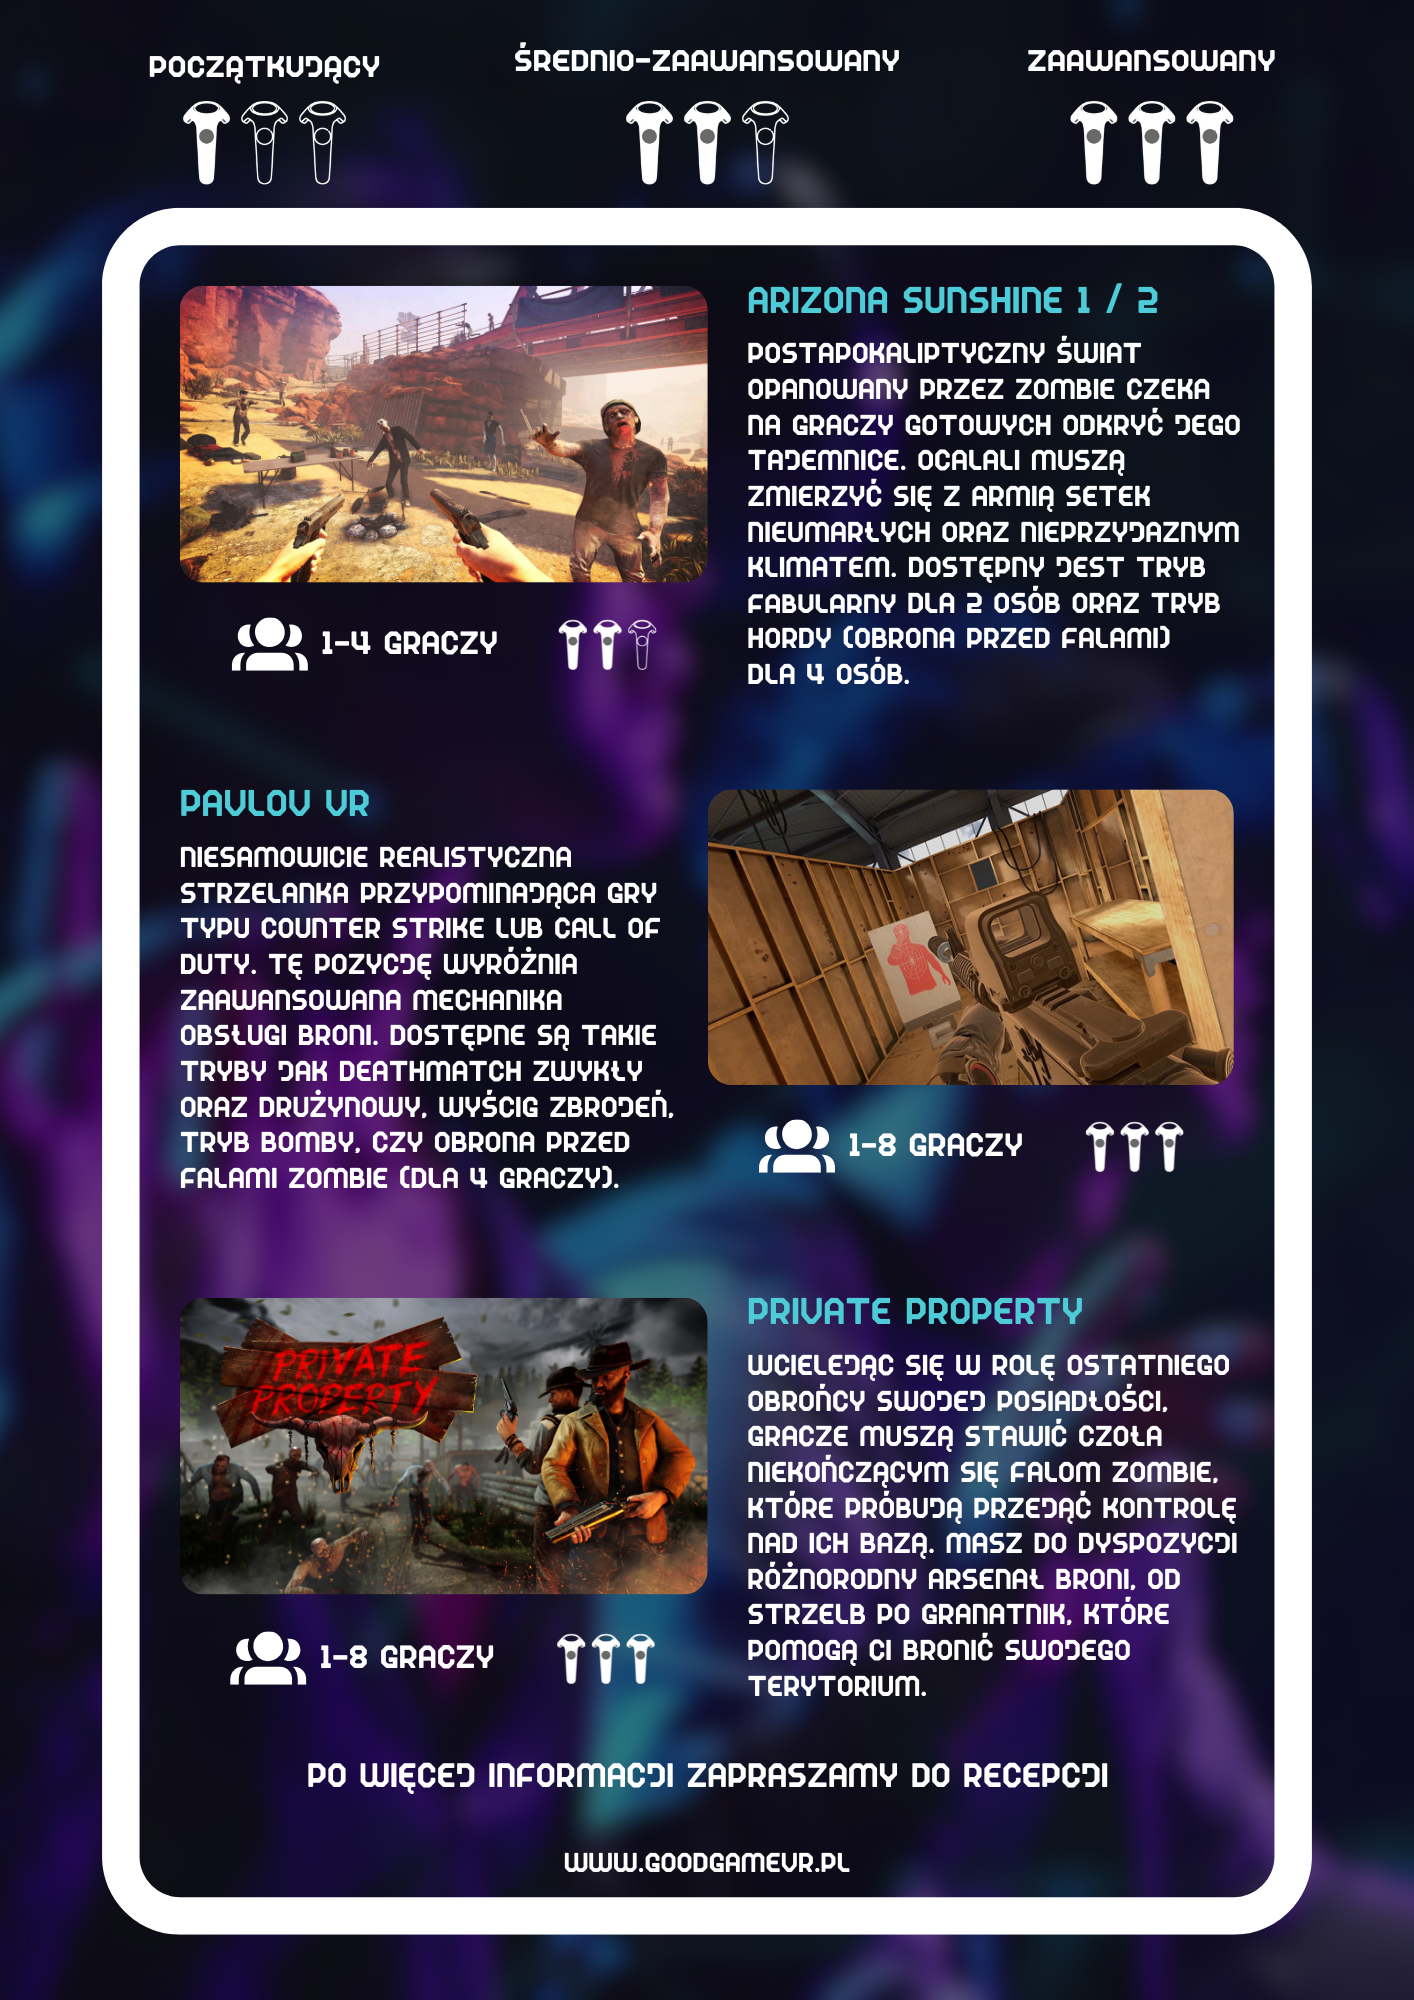 POCZĄTKUJĄCY
ŚREDNIO-ZAAWANSOWANY
ZAAWANSOWANY
ARIZONA SUNSHINE 1 / 2
POSTAPOKALIPTYCZNY ŚWIAT
OPANOWANY PRZEZ ZOMBIE CZEKA
NA GRACZY GOTOWYCH ODKRYĆ JEGO
TAJEMNICE. OCALALI MUSZĄ
ZMIERZYĆ SIĘ Z ARMIĄ SETEK
NIEUMARŁYCH ORAZ NIEPRZYJAZNYM
KLIMATEM. DOSTĘPNY JEST TRYB
FABULARNY DLA 2 OSÓB ORAZ TRYB
HORDY (OBRONA PRZED FALAMI)
DLA 4 OSÓB.
1-4 GRACZY
PAVLOV VR
NIESAMOWICIE REALISTYCZNA
STRZELANKA PRZYPOMINAJĄCA GRY
TYPU COUNTER STRIKE LUB CALL OF
DUTY. TĘ POZYCJĘ WYRÓŻNIA
ZAAWANSOWANA MECHANIKA
OBSŁUGI BRONI. DOSTĘPNE SĄ TAKIE
TRYBY JAK DEATHMATCH ZWYKŁY
ORAZ DRUŻYNOWY, WYŚCIG ZBROJEŃ,
TRYB BOMBY, CZY OBRONA PRZED
FALAMI ZOMBIE (DLA 4 GRACZY).
1-8 GRACZY
PRIVATE
PROPERTY
PRIVATE PROPERTY
WCIELEJĄC SIĘ W ROLĘ OSTATNIEGO
OBROŃCY SWOJEJ POSIADŁOŚCI,
GRACZE MUSZĄ STAWIĆ CZOŁA
NIEKOŃCZĄCYM SIĘ FALOM ZOMBIE,
KTÓRE PRÓBUJĄ PRZEJĄĆ KONTROLĘ
NAD ICH BAZĄ. MASZ DO DYSPOZYCJI
RÓŻNORODNY ARSENAŁ BRONI, OD
STRZELB PO GRANATNIK, KTÓRE
POMOGĄ CI BRONIĆ SWOJEGO
TERYTORIUM.
1-8 GRACZY
PO WIĘCEJ INFORMACJI ZAPRASZAMY DO RECEPCJI
WWW.GOODGAMEVR.PL